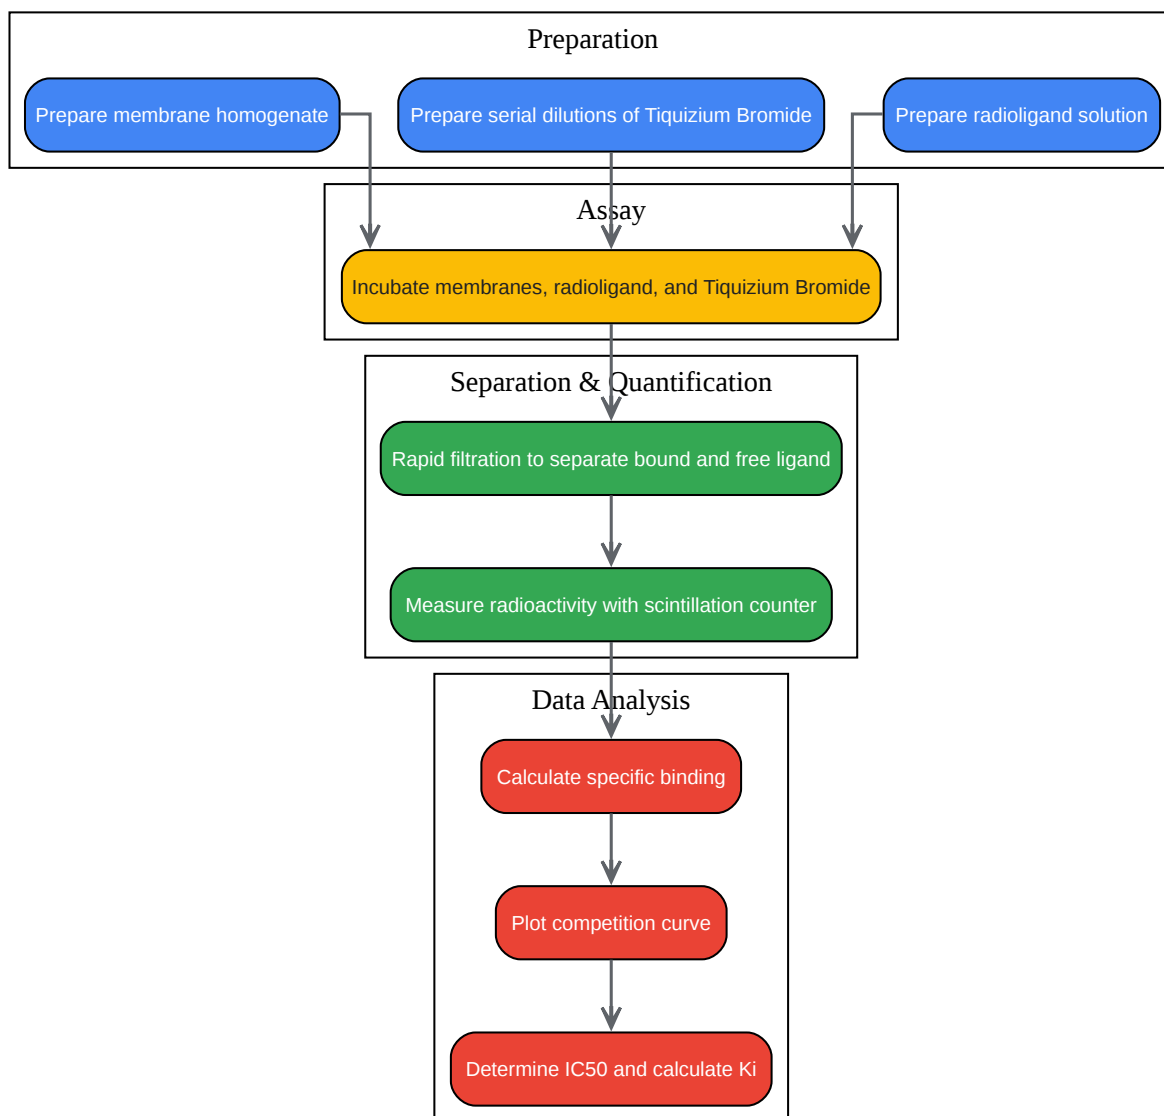 Preparation
Prepare membrane homogenate
Prepare serial dilutions of Tiquizium Bromide
Prepare radioligand solution
Assay
Incubate membranes, radioligand, and Tiquizium Bromide
Separation & Quantification
Rapid filtration to separate bound and free ligand
Measure radioactivity with scintillation counter
Data Analysis
Calculate specific binding
Plot competition curve
Determine IC50 and calculate Ki